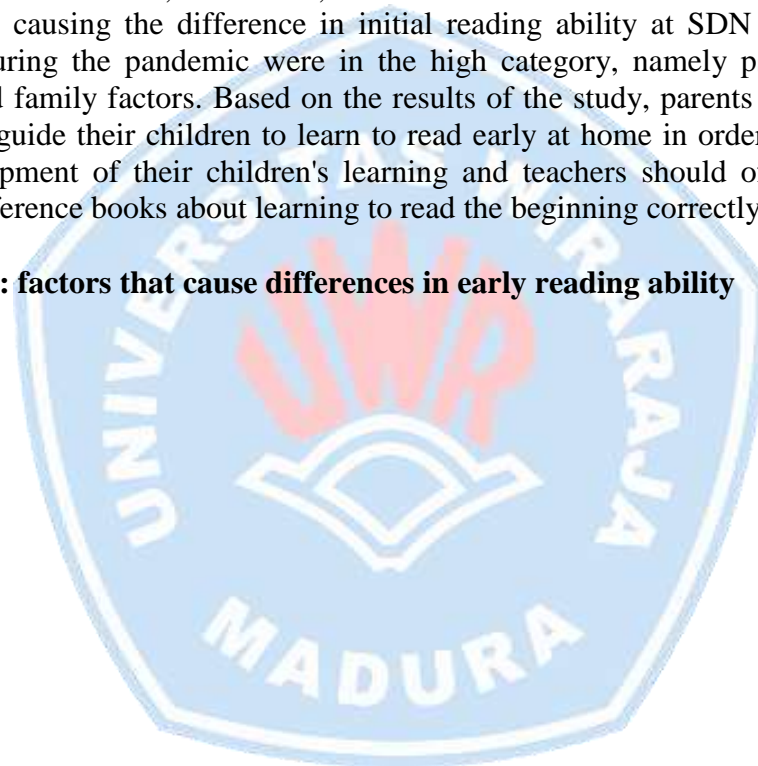 causing the difference in initial reading ability at SDN
uring the pandemic were in the high category, namely p
d family factors. Based on the results of the study, parents
guide their children to learn to read early at home in order
pment of their children's learning and teachers should o
ference books about learning to read the beginning correctly
: factors that cause differences in early reading ability
UNIVERSITAS WIRARAJA
UWR
MADURA